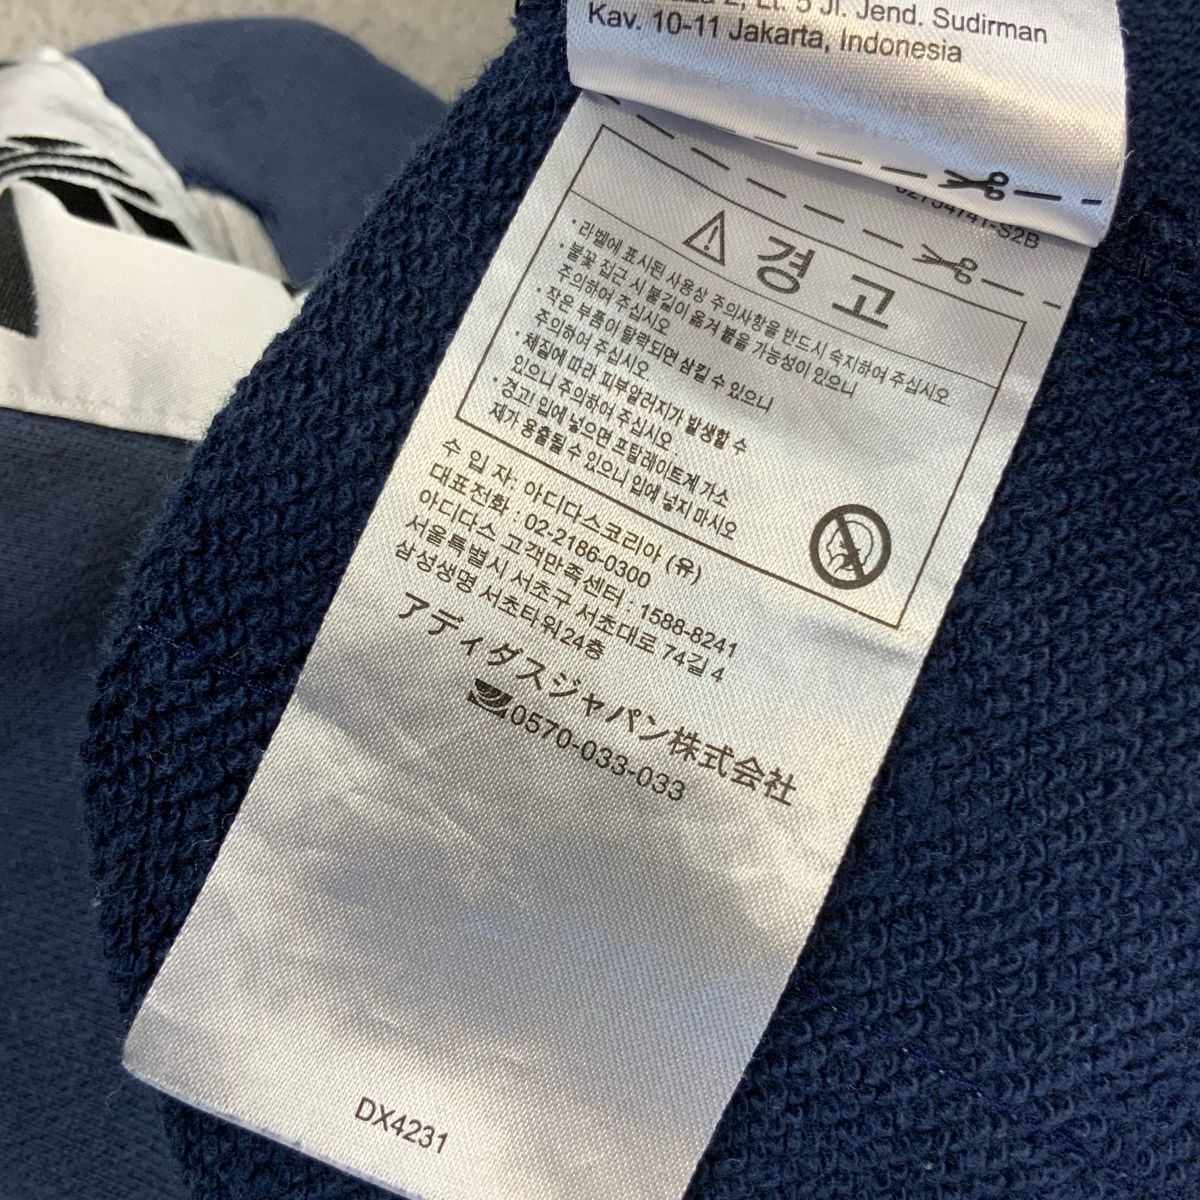 2, Lt. 5 Jl. Jend. Sudirman
Kav. 10-11 Jakarta, Indonesia
경 고
· 라벨에 표시된 사용상 주의사항을 반드시 숙지하여 주십시오
· 불꽃 접근 시 불길이 옮겨 붙을 가능성이 있으니
주의하여 주십시오
· 작은 부품이 탈락되면 삼킬 수 있으니
주의하여 주십시오
· 재질에 따라 피부알러지가 발생할 수
있으니 주의하여 주십시오
· 경고! 입에 넣으면 프탈레이트계 가소
제가 용출될 수 있으니 입에 넣지 마시오
수 입 자: 아디다스코리아 (유)
대표전화 : 02-2186-0300
아디다스 고객만족센터 : 1588-8241
서울특별시 서초구 서초대로 74길 4
삼성생명 서초타워 24층
アディダスジャパン株式会社
0570-033-033
DX4231